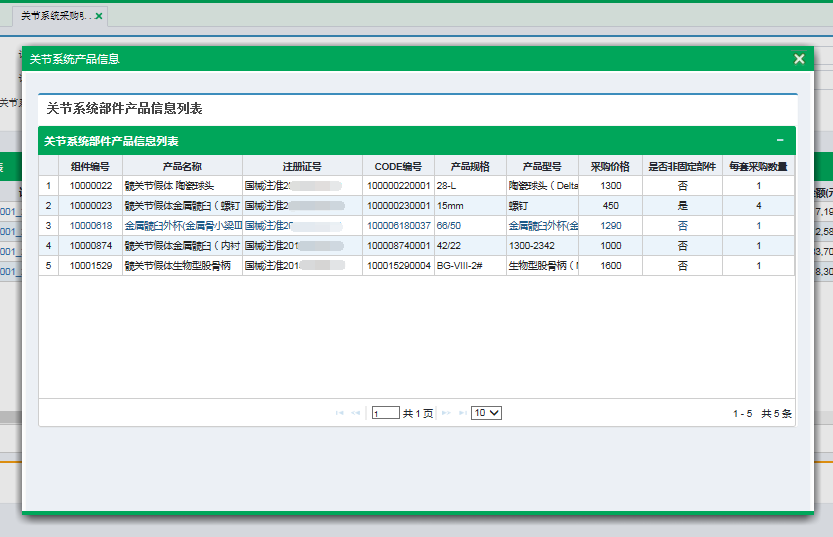 关节系统采购明..
关节系统产品信息
关节系统部件产品信息列表
关节系统部件产品信息列表
组件编号 产品名称 注册证号 CODE编号 产品规格 产品型号 采购价格 是否非固定部件 每套采购数量
1 10000022 髋关节假体 陶瓷球头 国械注准2 100000220001 28-L 陶瓷球头 (Delta 1300 否 1
2 10000023 髋关节假体金属髋臼 (螺钉 国械注准2 100000230001 15mm 螺钉 450 是 4
3 10000618 金属髋臼外杯(金属骨小梁 国械注准20 100006180037 66/50 金属髋臼外杯(金 1290 否 1
4 10000874 髋关节假体金属髋臼 (内衬 国械注准201 100008740001 42/22 1300-2342 1000 否 1
5 10001529 髋关节假体生物型股骨柄 国械注准201 100015290004 BG-VIII-2# 生物型股骨柄 ( 1600 否 1
1 共 1 页 10 1 - 5 共 5 条